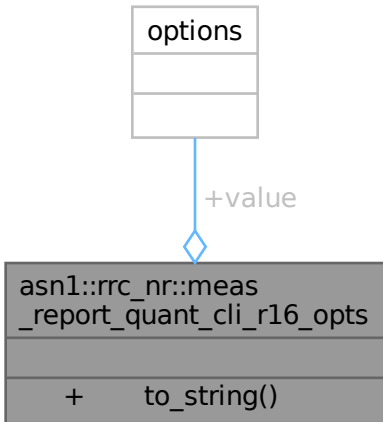 options
+value
asn1::rrc_nr::meas
_report_quant_cli_r16_opts
+ to_string()